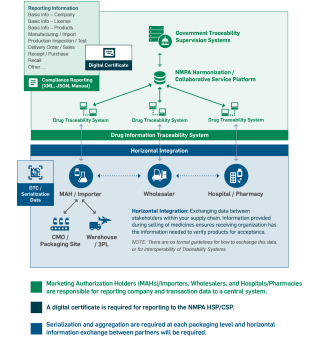 Reporting Information
Basic Info – Company
Basic Info – License
Basic Info – Products
Manufacturing / Import
Production Inspection / Test
Delivery Order / Sales
Receipt / Purchase
Recall
Other ...
Digital Certificate
Compliance Reporting
(XML, JSON, Manual)
Government Traceability
Supervision Systems
NMPA Harmonization /
Collaborative Service Platform
Drug Traceability System
Drug Traceability System
Drug Traceability System
Drug Information Traceability System
Horizontal Integration
DTC /
Serialization
Data
MAH / Importer
Wholesaler
Hospital / Pharmacy
CMO /
Packaging Site
Warehouse
/ 3PL
Horizontal Integration: Exchanging data between
stakeholders within your supply chain. Information provided
during selling of medicines ensures receiving organization has
the information needed to verify products for acceptance.
NOTE: There are no formal guidelines for how to exchange this data,
or for interoperability of Traceability Systems.
Marketing Authorization Holders (MAHs)/Importers, Wholesalers, and Hospitals/Pharmacies
are responsible for reporting company and transaction data to a central system.
A digital certificate is required for reporting to the NMPA HSP/CSP.
Serialization and aggregation are required at each packaging level and horizontal
information exchange between partners will be required.